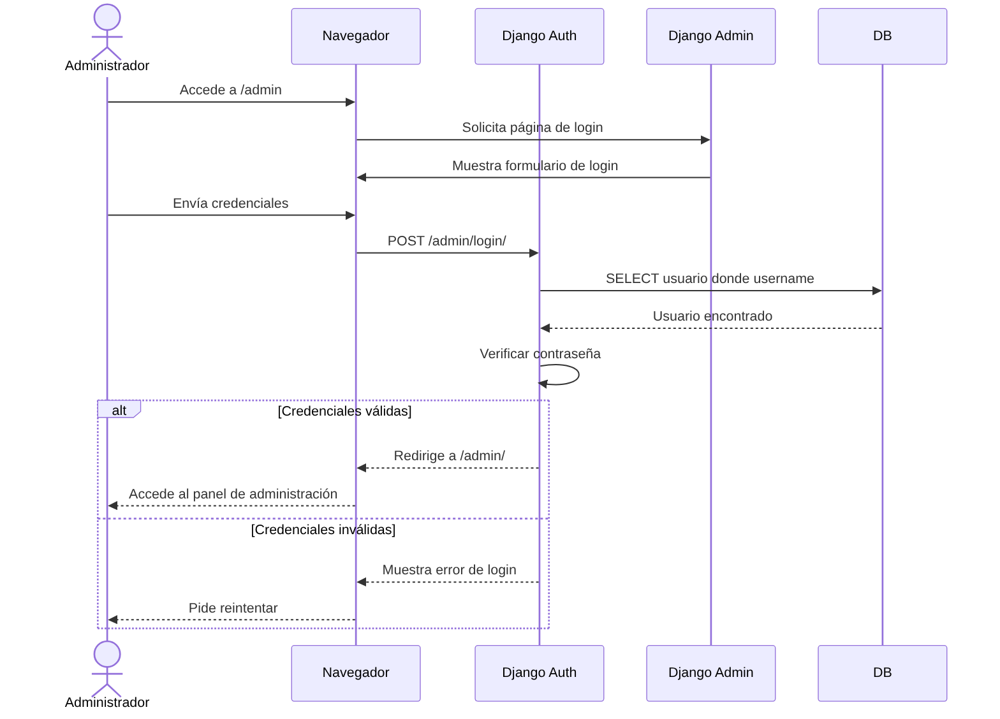 Administrador
Navegador
Django Auth
Django Admin
DB
Accede a /admin
Solicita página de login
Muestra formulario de login
Envía credenciales
POST /admin/login/
SELECT usuario donde username
Usuario encontrado
Verificar contraseña
alt
[Credenciales válidas]
Redirige a /admin/
Accede al panel de administración
[Credenciales inválidas]
Muestra error de login
Pide reintentar
Administrador
Navegador
Django Auth
Django Admin
DB